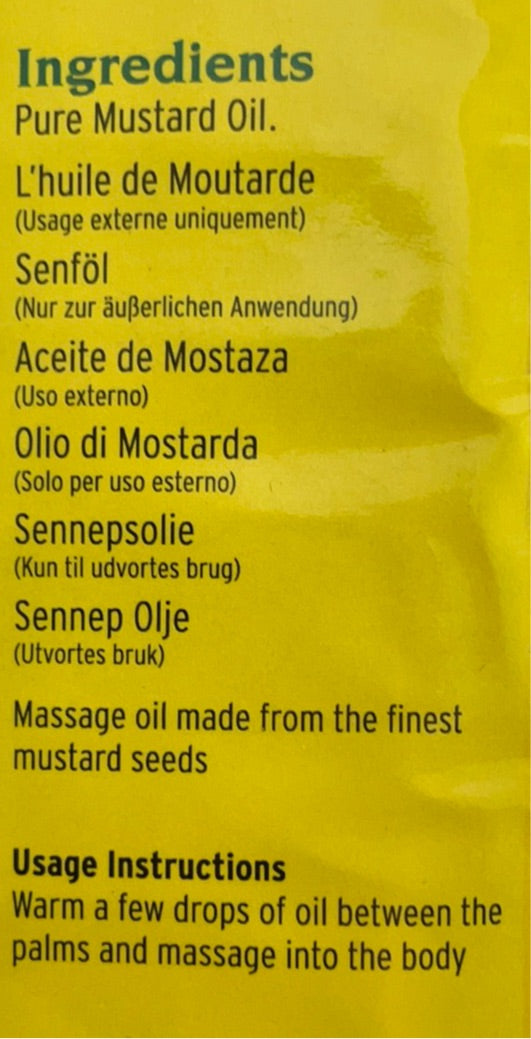 Ingredients
Pure Mustard Oil.
L'huile de Moutarde
(Usage externe uniquement)
Senföl
(Nur zur äußerlichen Anwendung)
Aceite de Mostaza
(Uso externo)
Olio di Mostarda
(Solo per uso esterno)
Sennepsolie
(Kun til udvortes brug)
Sennep Olje
(Utvortes bruk)
Massage oil made from the finest
mustard seeds
Usage Instructions
Warm a few drops of oil between the
palms and massage into the body